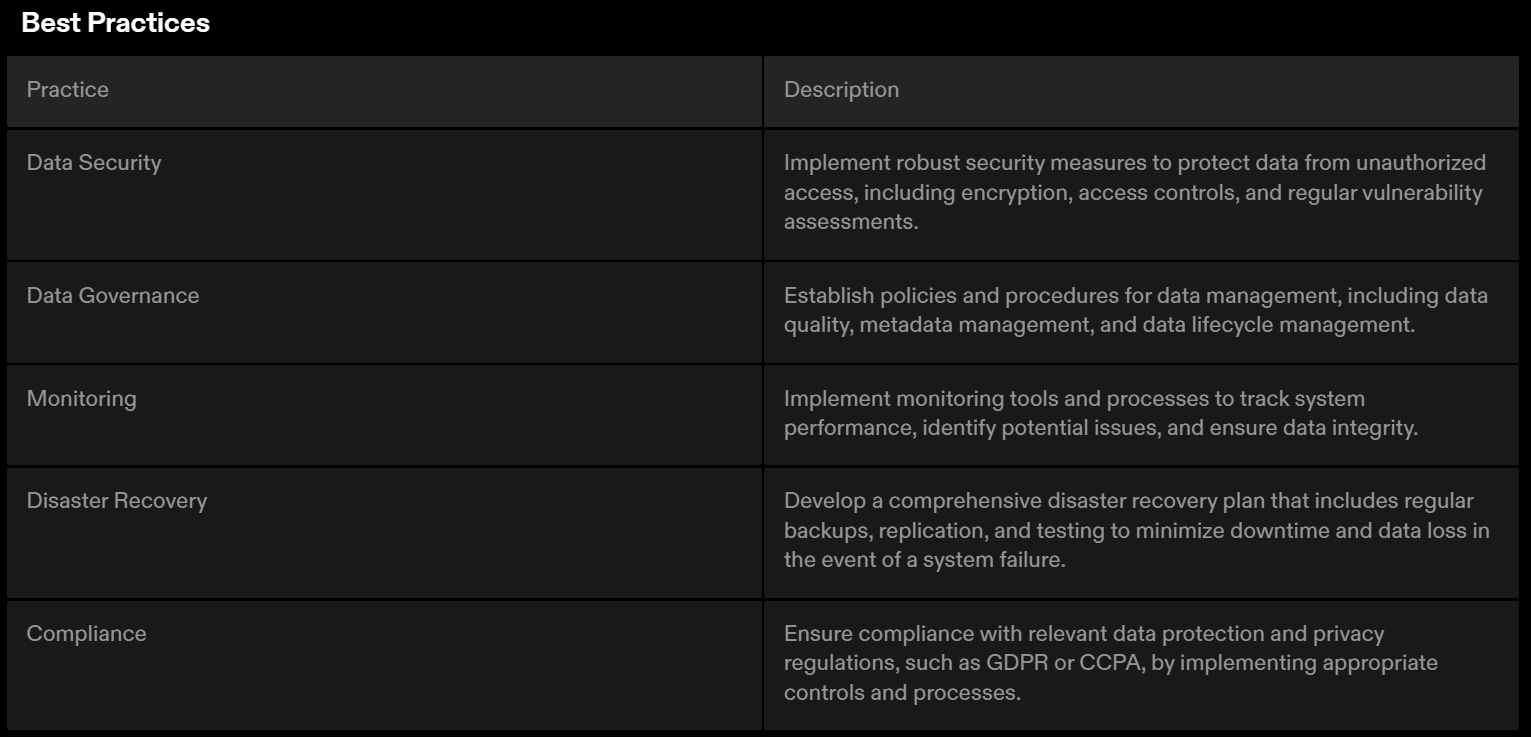 Best Practices
Practice
Description
Data Security
Implement robust security measures to protect data from unauthorized
access, including encryption, access controls, and regular vulnerability
assessments.
Data Governance
Establish policies and procedures for data management, including data
quality, metadata management, and data lifecycle management.
Monitoring
Implement monitoring tools and processes to track system
performance, identify potential issues, and ensure data integrity.
Disaster Recovery
Develop a comprehensive disaster recovery plan that includes regular
backups, replication, and testing to minimize downtime and data loss in
the event of a system failure.
Compliance
Ensure compliance with relevant data protection and privacy
regulations, such as GDPR or CCPA, by implementing appropriate
controls and processes.